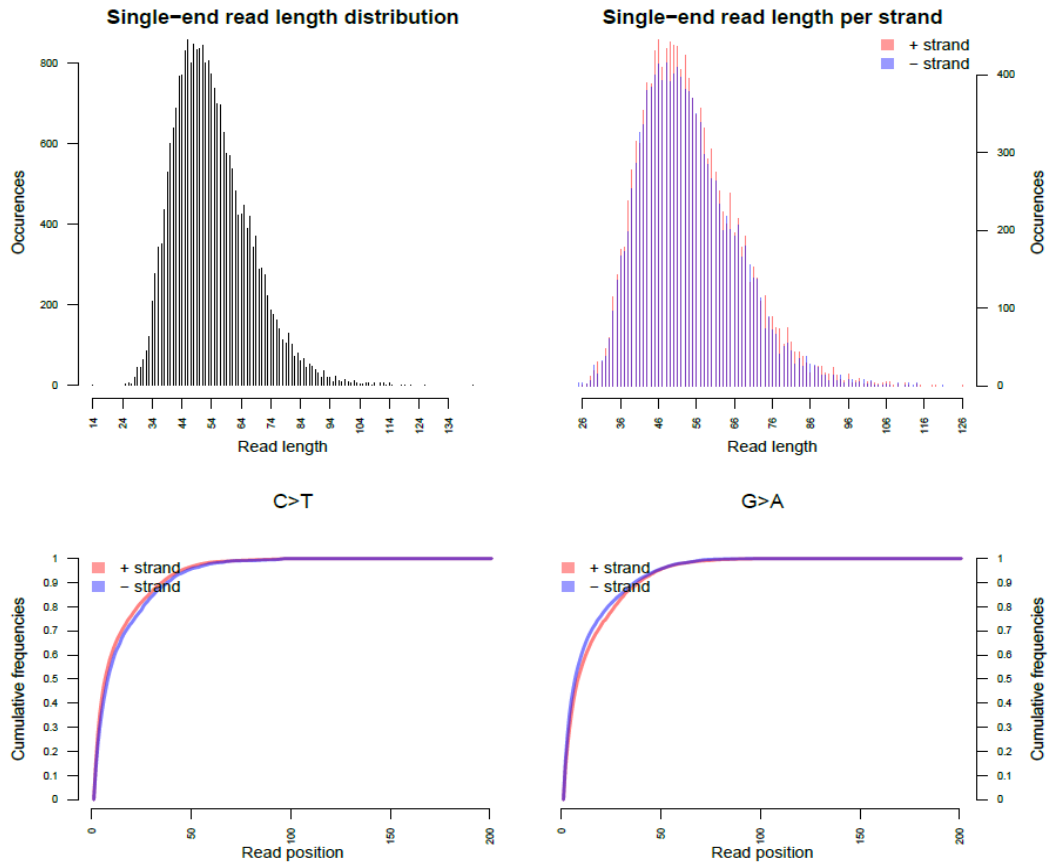 Single−end read length distribution
800
600
400
200
0
Occurences
14 24 34 44 54 64 74 84 94 104 114 124 134
Read length
Single−end read length per strand
+ strand
− strand
400
300
200
100
0
Occurences
26 36 46 56 66 76 86 96 106 116 126
Read length
C>T
+ strand
− strand
1
0.9
0.8
0.7
0.6
0.5
0.4
0.3
0.2
0.1
0
Cumulative frequencies
0 50 100 150 200
Read position
G>A
+ strand
− strand
1
0.9
0.8
0.7
0.6
0.5
0.4
0.3
0.2
0.1
0
Cumulative frequencies
0 50 100 150 200
Read position